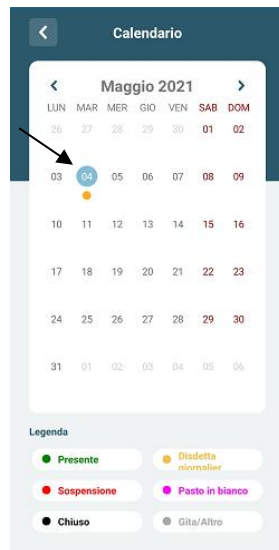 Calendario
Maggio 2021
LUN MAR MER GIO VEN SAB DOM
26 27 28 29 30 01 02
03 04 05 06 07 08 09
10 11 12 13 14 15 16
17 18 19 20 21 22 23
24 25 26 27 28 29 30
31 01 02 03 04 05 06
Legenda
Presente
Disdetta
giornalier
Sospensione
Pasto in bianco
Chiuso
Gita/Altro